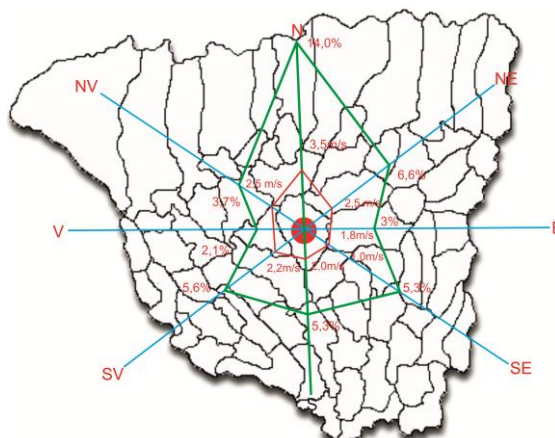 N
14,0%
NV
NE
3,5m/s
6,6%
2,5 m/s
3,7%
2,5m/s
3%
V
1,8m/s
E
2,1%
2,2m/s
2,0m/s
1,0m/s
5,6%
5,3%
5,3%
SV
SE